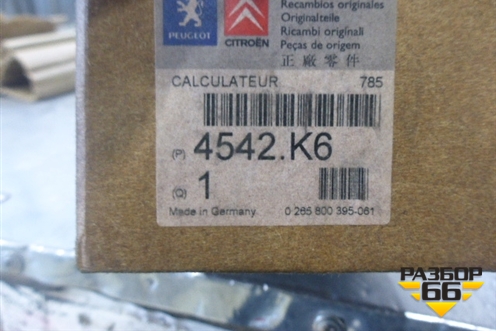 Recambios originales
Originalteile
Ricambi originali
Peças de origem
正廠零件
PEUGEOT
CITROËN
CALCULATEUR 785
(P) 4542.K6
(Q) 1
Made in Germany 0 265 800 395-061
РАЗБОР
66